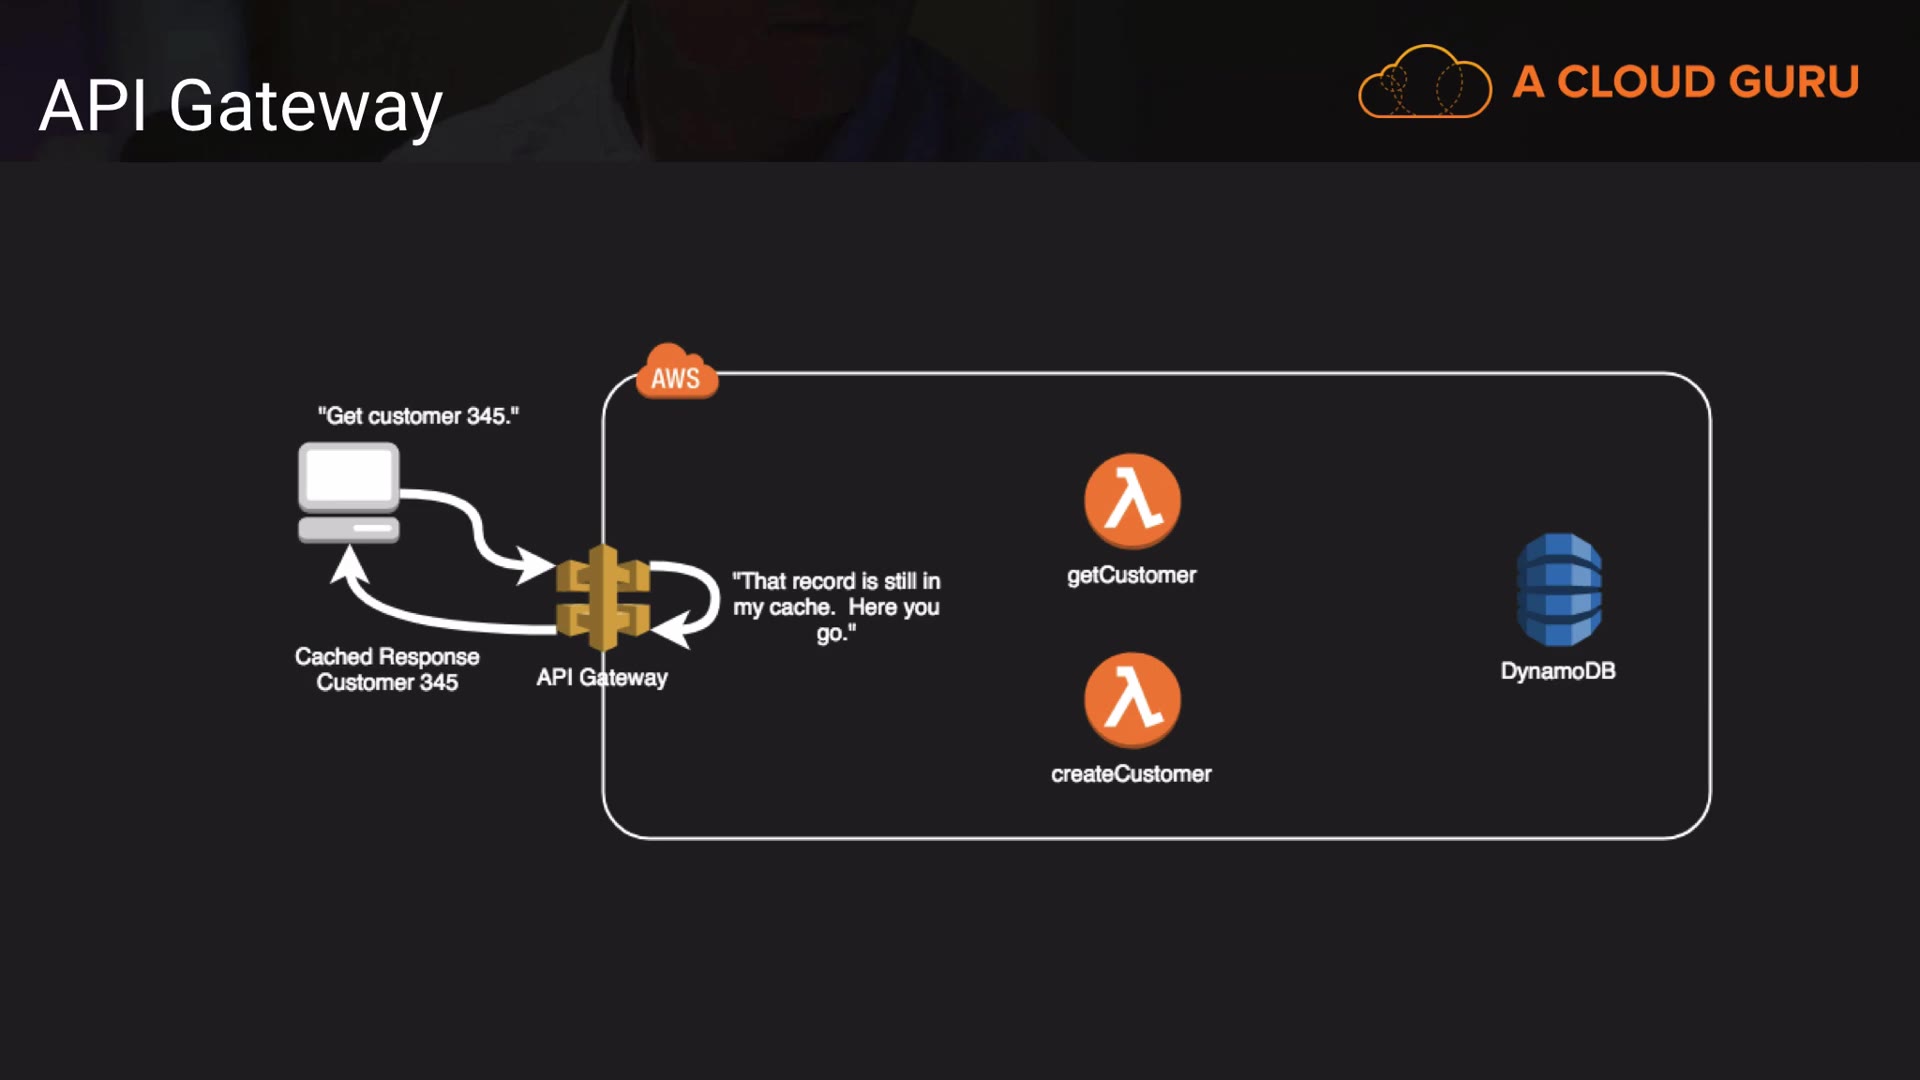 API Gateway
A CLOUD GURU
AWS
"Get customer 345."
"That record is still in
my cache.  Here you
go."
Cached Response
Customer 345
API Gateway
getCustomer
createCustomer
DynamoDB